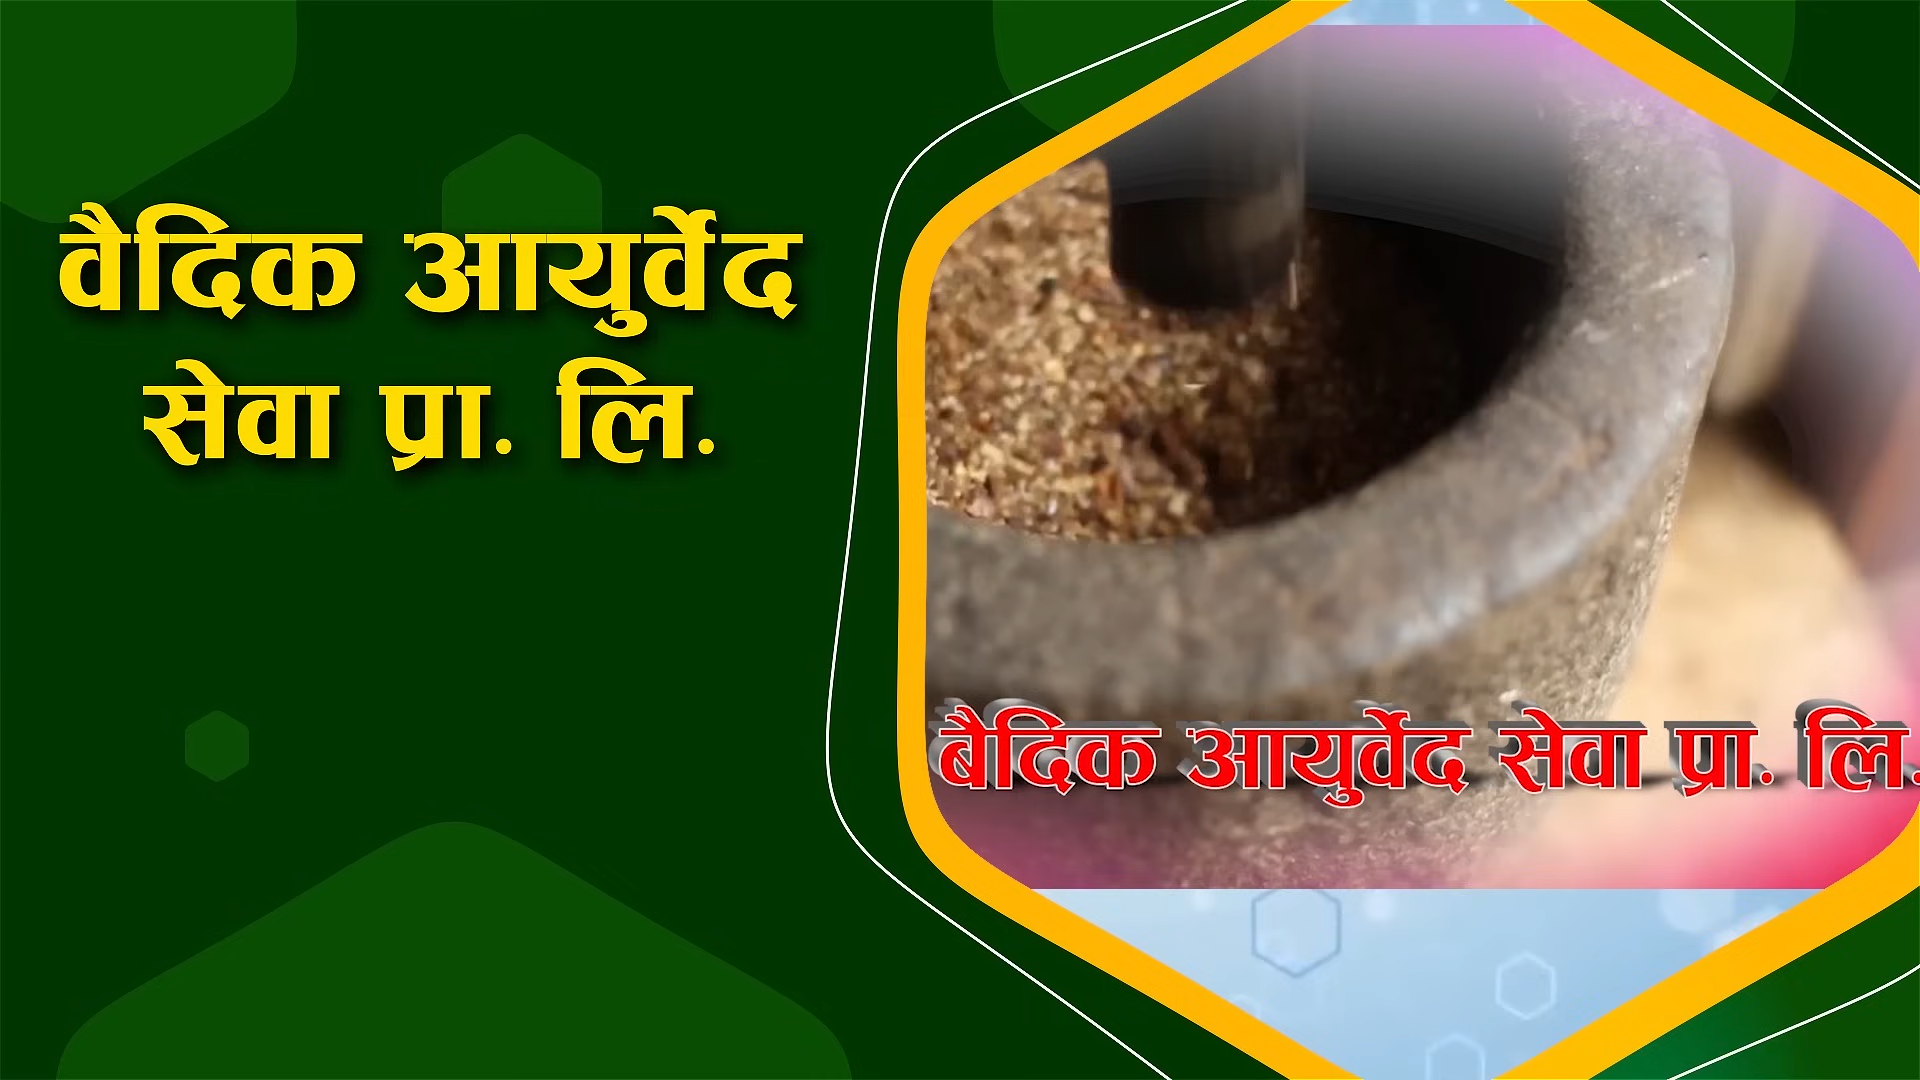 वैदिक आयुर्वेद
सेवा प्रा. लि.
बैदिक आयुर्वेद सेवा प्रा. लि.